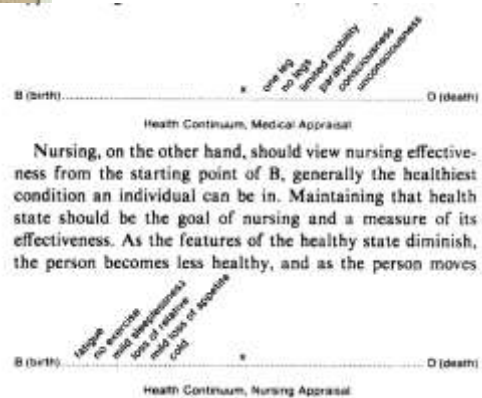 one leg
no legs
limited mobility
paralysis
consciousness
unconsciousness
B (birth) * D (death)
Health Continuum, Medical Appraisal
Nursing, on the other hand, should view nursing effective-
ness from the starting point of B, generally the healthiest
condition an individual can be in. Maintaining that health
state should be the goal of nursing and a measure of its
effectiveness. As the features of the healthy state diminish,
the person becomes less healthy, and as the person moves
fatigue
no exercise
mild sleeplessness
loss of relative
mild loss of appetite
cold
B (birth) * D (death)
Health Continuum, Nursing Appraisal